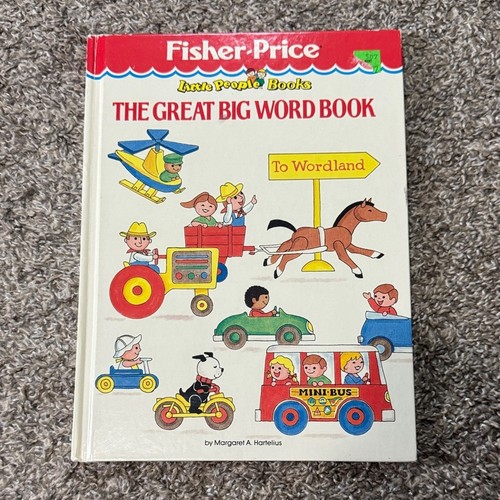 Fisher-Price
Little People Books
THE GREAT BIG WORD BOOK
To Wordland
MINI-BUS
by Margaret A. Hartelius